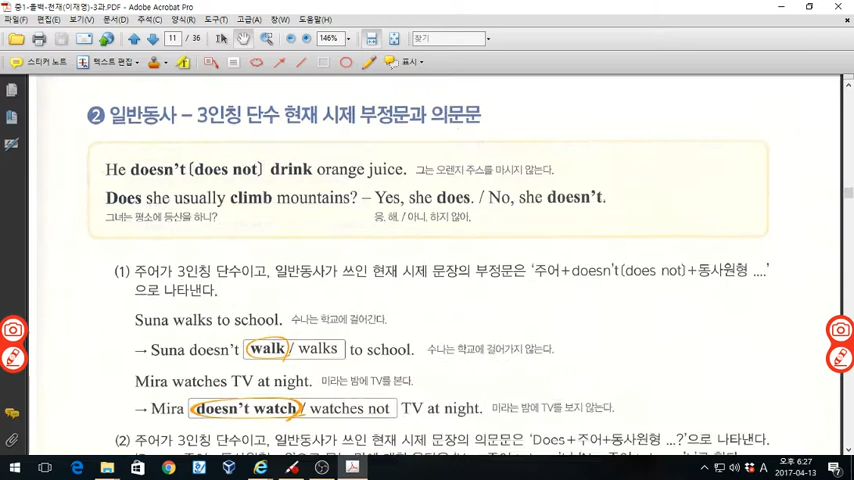 중1-올백-천재(이재영)-3과.PDF - Adobe Acrobat Pro
파일(F) 편집(E) 보기(V) 문서(D) 주석(C) 양식(R) 도구(T) 고급(A) 창(W) 도움말(H)
11 / 36 146% 찾기
스티커 노트 텍스트 편집 표시
2 일반동사 – 3인칭 단수 현재 시제 부정문과 의문문
He doesn't (does not) drink orange juice. 그는 오렌지 주스를 마시지 않는다.
Does she usually climb mountains? – Yes, she does. / No, she doesn't.
그녀는 평소에 등산을 하니? 응, 해. / 아니, 하지 않아.
(1) 주어가 3인칭 단수이고, 일반동사가 쓰인 현재 시제 문장의 부정문은 '주어+doesn't(does not)+동사원형 ....'
으로 나타낸다.
Suna walks to school. 수나는 학교에 걸어간다.
→ Suna doesn't walk / walks to school. 수나는 학교에 걸어가지 않는다.
Mira watches TV at night. 미라는 밤에 TV를 본다.
→ Mira doesn't watch / watches not TV at night. 미라는 밤에 TV를 보지 않는다.
(2) 주어가 3인칭 단수이고, 일반동사가 쓰인 현재 시제 문장의 의문문은 'Does+주어+동사원형 ...?'으로 나타낸다.
A 오후 6:27
2017-04-13